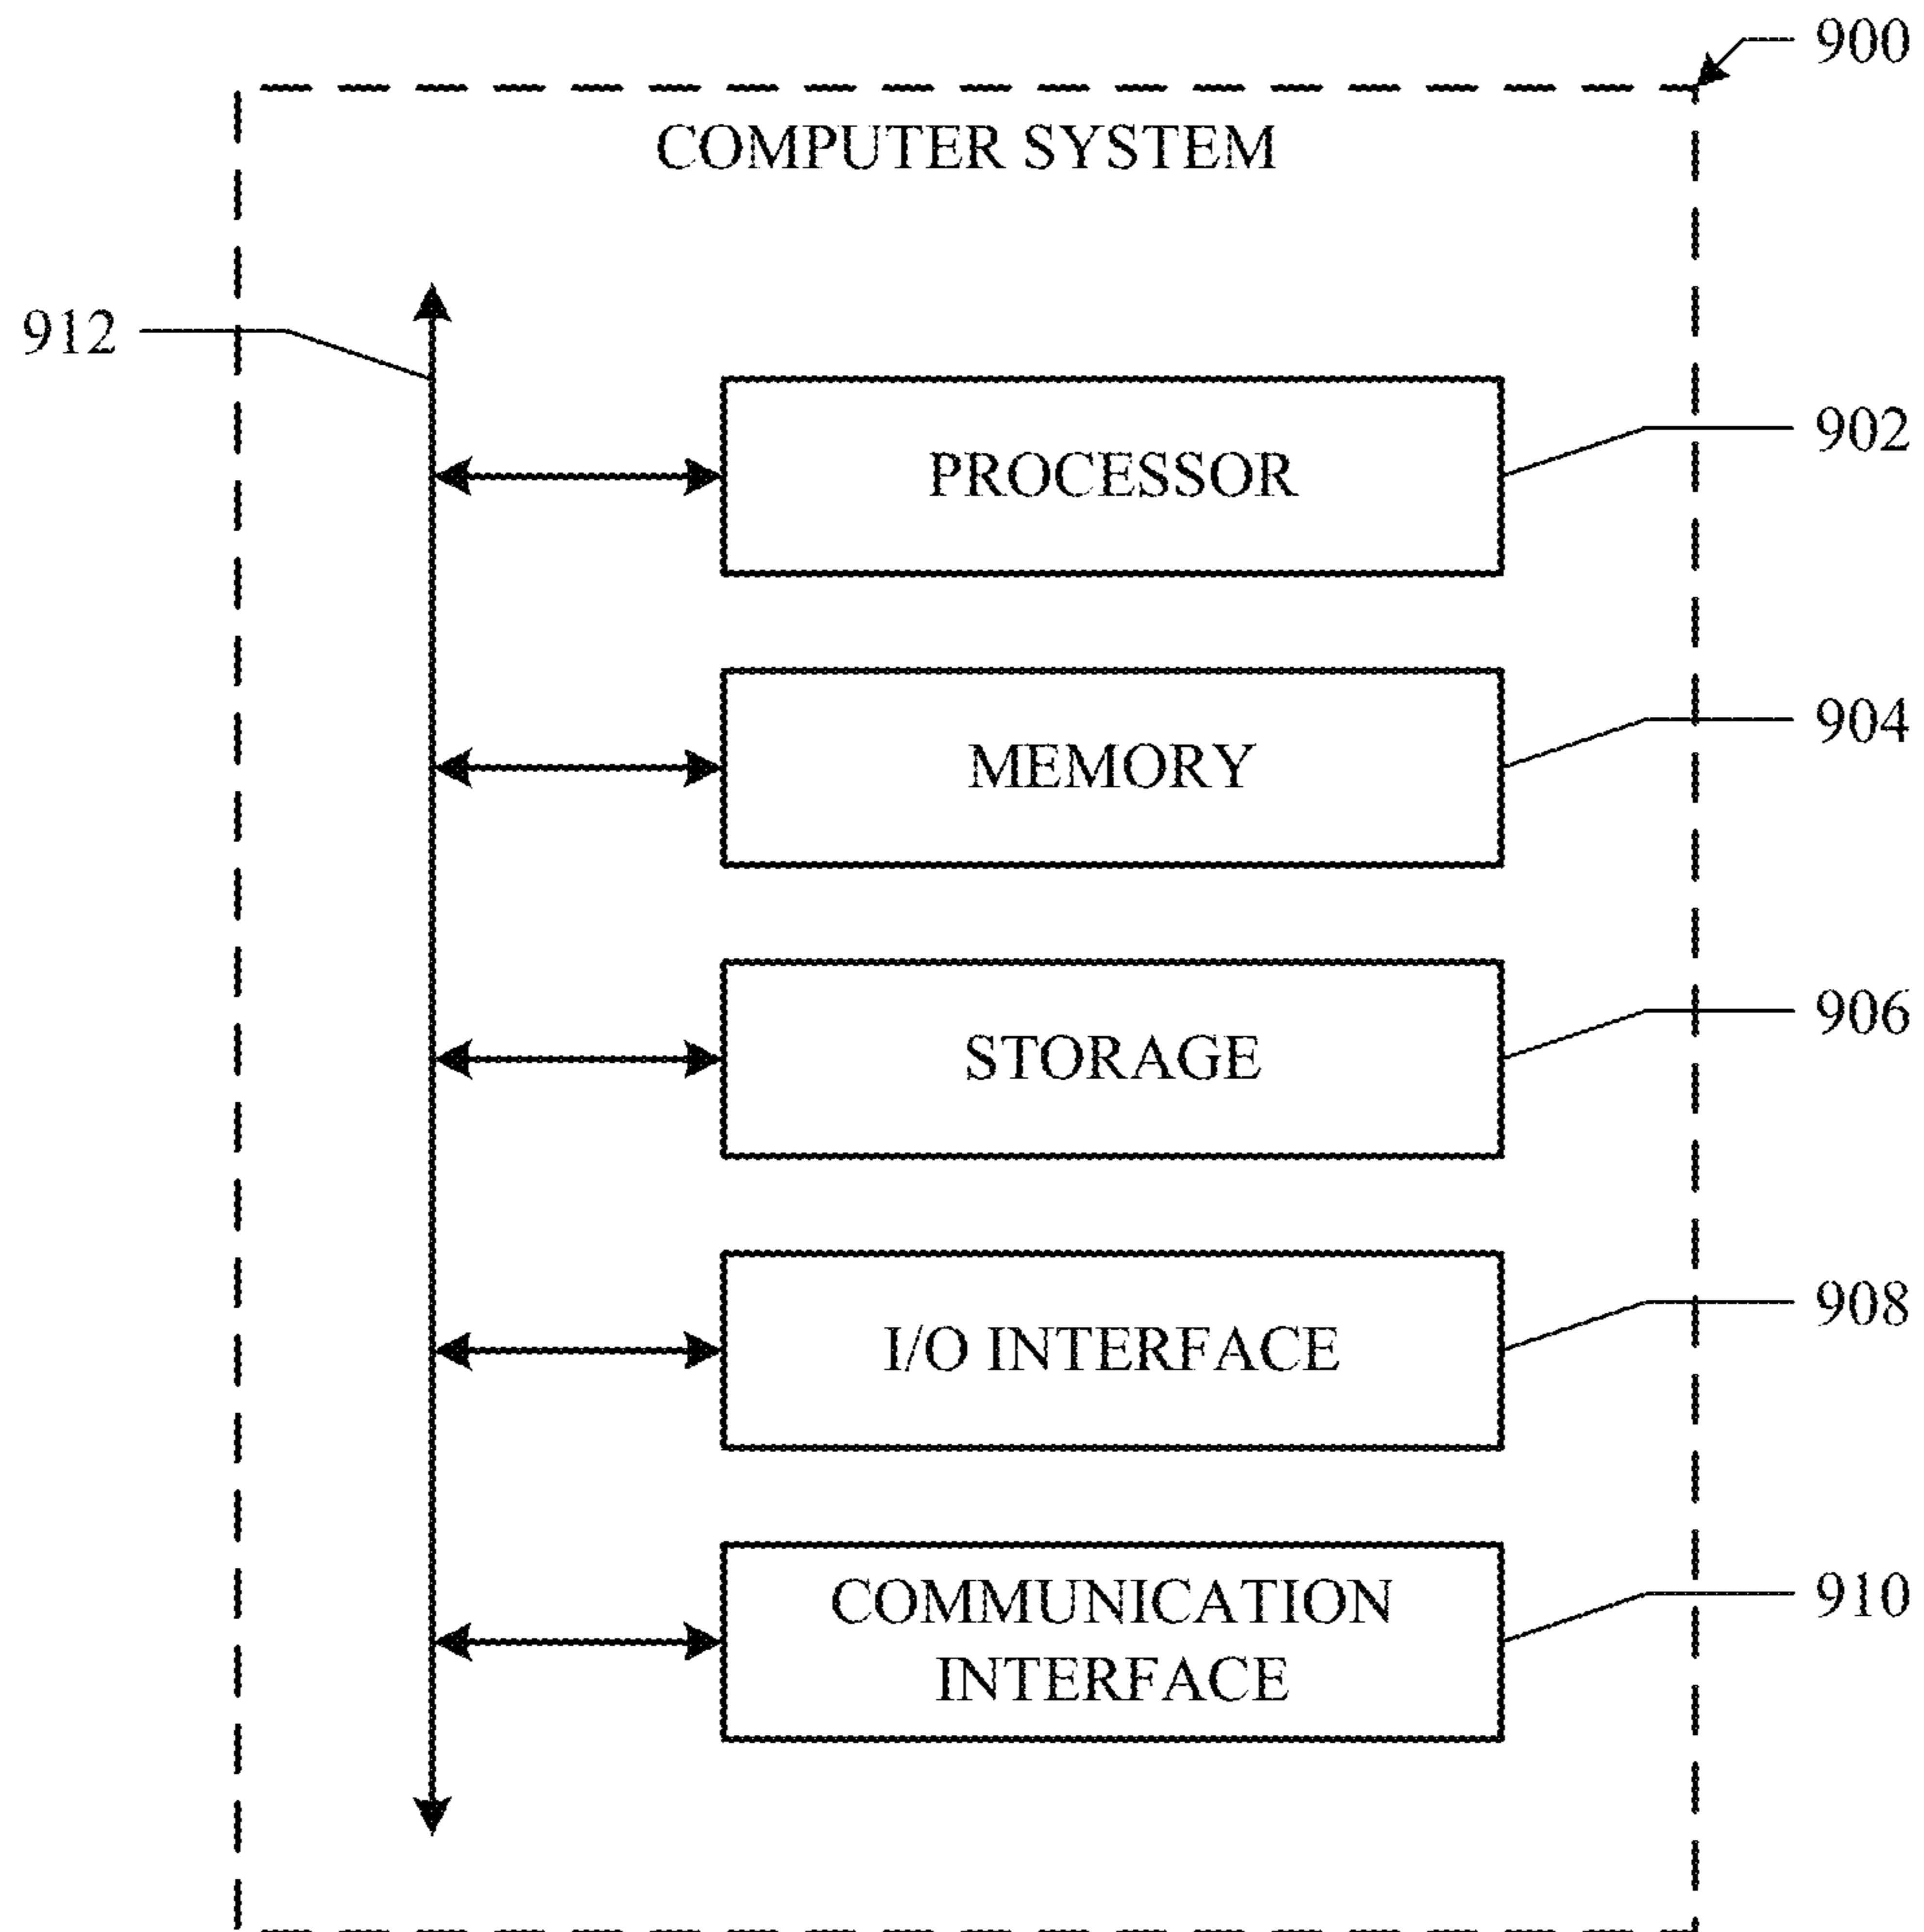 900
COMPUTER SYSTEM
912
PROCESSOR
902
MEMORY
904
STORAGE
906
I/O INTERFACE
908
COMMUNICATION
INTERFACE
910